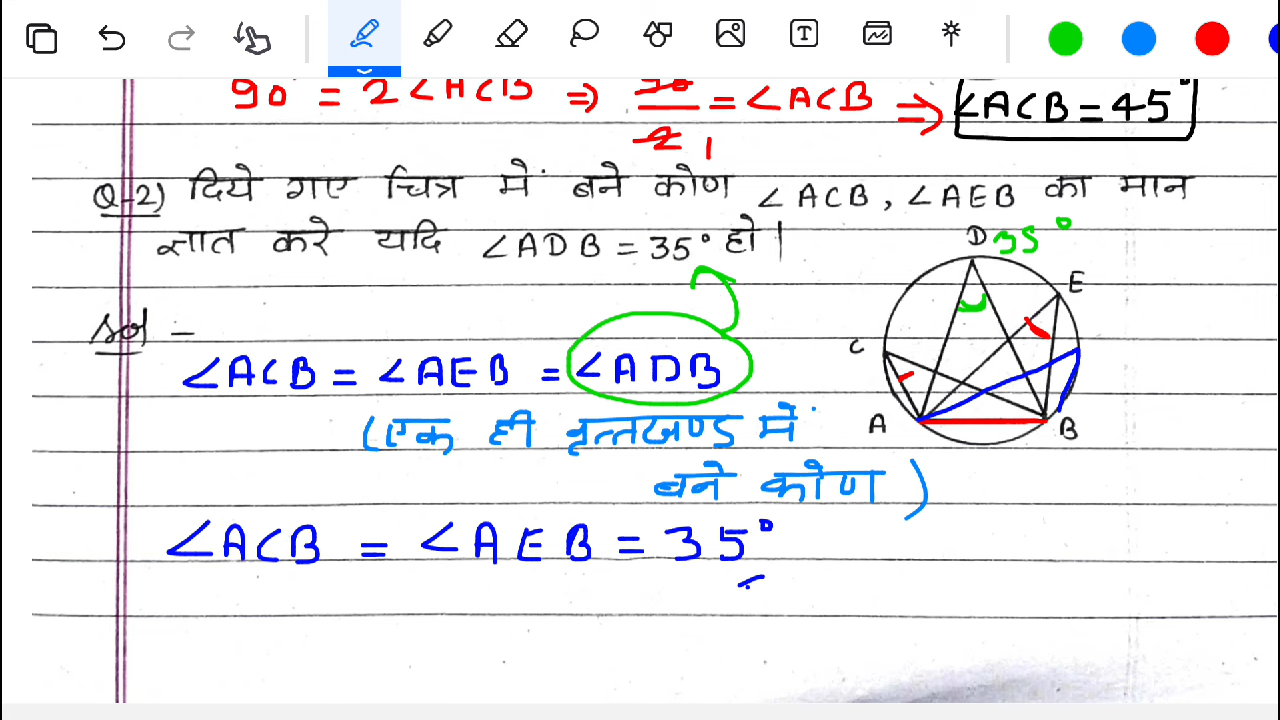 90° = 2∠ACB ⇒ 90/2 = ∠ACB ⇒ ∠ACB = 45°
1
Q-2) दिये गए चित्र में बने कोण ∠ACB, ∠AEB का मान
ज्ञात करे यदि ∠ADB = 35° हो।
D 35°
E
Sol -
C
∠ACB = ∠AEB = ∠ADB
A
B
(एक ही वृत्तखण्ड में
बने कोण)
∠ACB = ∠AEB = 35°